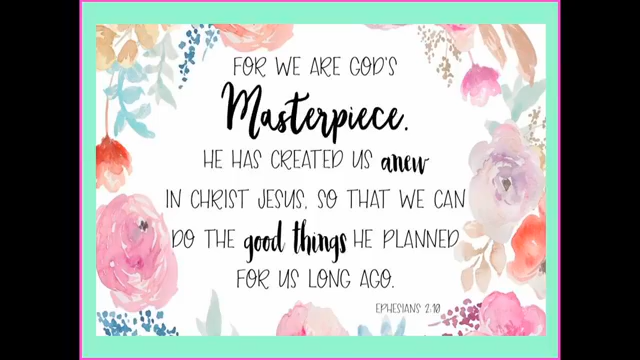 FOR WE ARE GOD'S
Masterpiece.
HE HAS CREATED US anew
IN CHRIST JESUS, SO THAT WE CAN
DO THE good things HE PLANNED
FOR US LONG AGO.
EPHESIANS 2:10